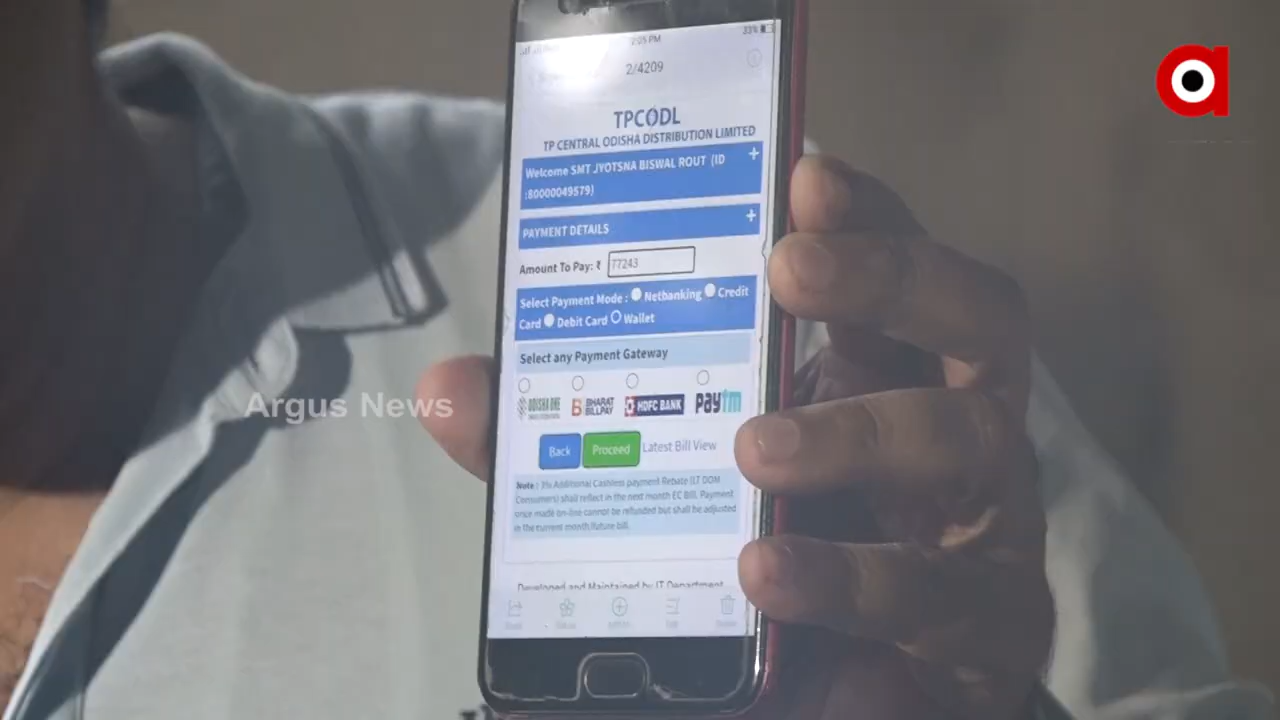 2:05 PM
33%
2/4209
TPCODL
TP CENTRAL ODISHA DISTRIBUTION LIMITED
Welcome SMT JYOTSNA BISWAL ROUT (ID
:80000049579)
+
PAYMENT DETAILS
+
Amount To Pay: ₹ 77243
Select Payment Mode : Netbanking Credit
Card Debit Card Wallet
Select any Payment Gateway
ODISHA ONE
BHARAT
BILLPAY
HDFC BANK
paytm
Back
Proceed
Latest Bill View
Note : 3% Additional Cashless payment Rebate (LT DOM
Consumers) shall reflect in the next month EC Bill. Payment
once made on-line cannot be refunded but shall be adjusted
in the current month/future bill.
Developed and Maintained by IT Department
Argus News
a